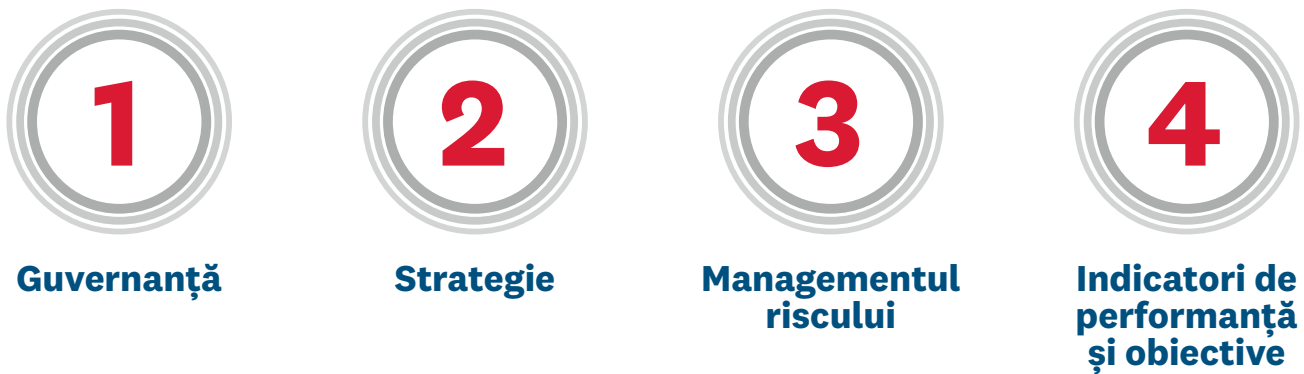 1
Guvernanță
2
Strategie
3
Managementul
riscului
4
Indicatori de
performanță
și obiective